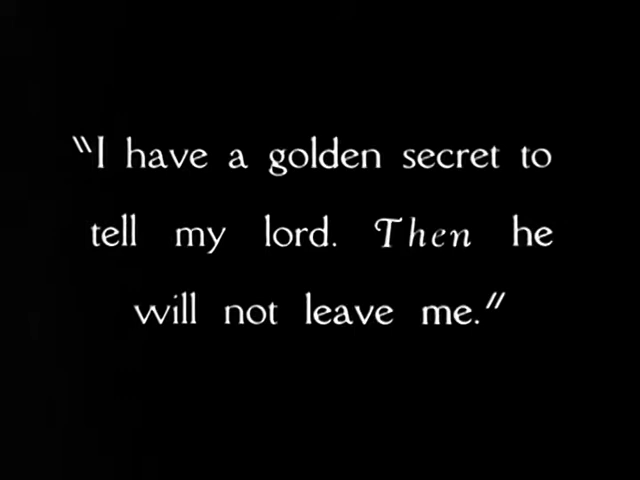 "I have a golden secret to
tell my lord. Then he
will not leave me."